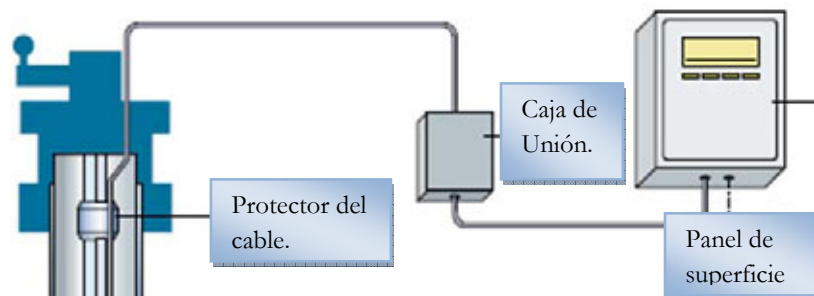 Caja de
Unión.
Protector del
cable.
Panel de
superficie